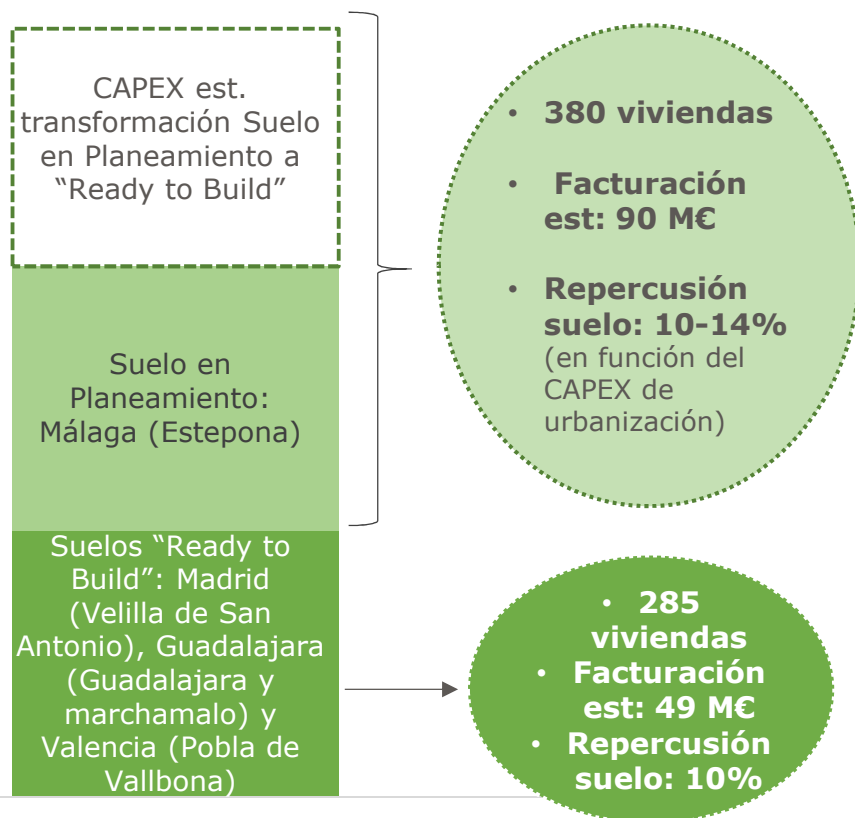 CAPEX est.
transformación Suelo
en Planeamiento a
“Ready to Build”
Suelo en
Planeamiento:
Málaga (Estepona)
Suelos “Ready to
Build”: Madrid
(Velilla de San
Antonio), Guadalajara
(Guadalajara y
marchamalo) y
Valencia (Pobla de
Vallbona)
• 380 viviendas
• Facturación
est: 90 M€
• Repercusión
suelo: 10-14%
(en función del
CAPEX de
urbanización)
• 285
viviendas
• Facturación
est: 49 M€
• Repercusión
suelo: 10%